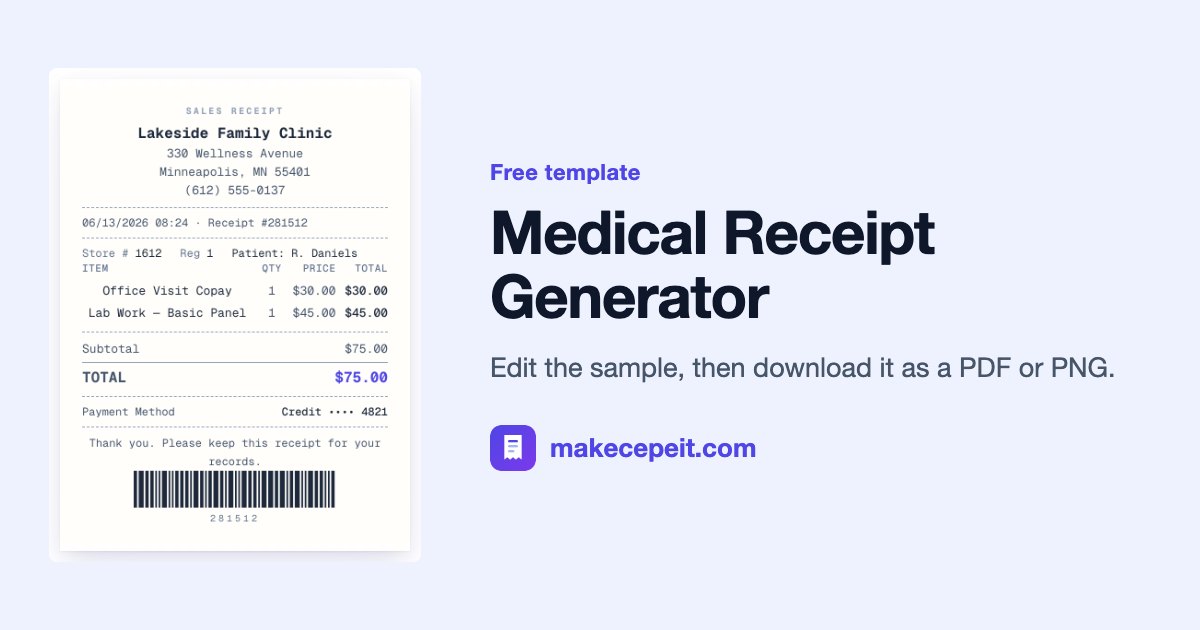 SALES RECEIPT
Lakeside Family Clinic
330 Wellness Avenue
Minneapolis, MN 55401
(612) 555-0137
06/13/2026 08:24 · Receipt #281512
Store # 1612 Reg 1 Patient: R. Daniels
ITEM QTY PRICE TOTAL
Office Visit Copay 1 $30.00 $30.00
Lab Work — Basic Panel 1 $45.00 $45.00
Subtotal $75.00
TOTAL $75.00
Payment Method Credit •••• 4821
Thank you. Please keep this receipt for your
records.
281512
Free template
Medical Receipt
Generator
Edit the sample, then download it as a PDF or PNG.
makecepeit.com